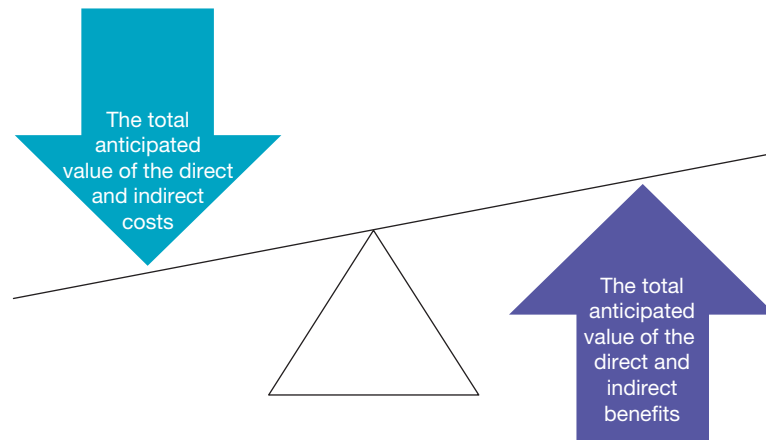 The total
anticipated
value of the direct
and indirect
costs
The total
anticipated
value of the
direct and
indirect
benefits